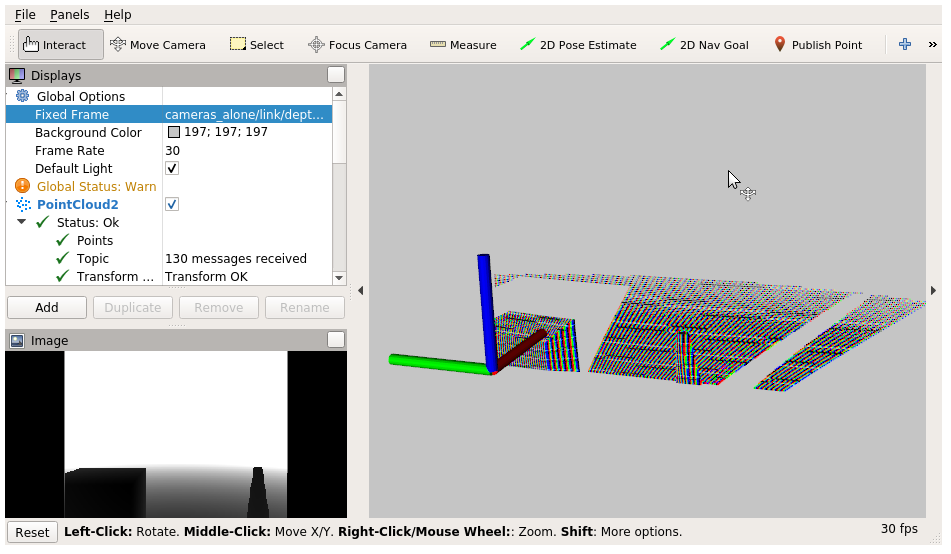 File Panels Help
Interact Move Camera Select Focus Camera Measure 2D Pose Estimate 2D Nav Goal Publish Point »
Displays
Global Options
Fixed Frame cameras_alone/link/dept...
Background Color 197; 197; 197
Frame Rate 30
Default Light
Global Status: Warn
PointCloud2
Status: Ok
Points
Topic 130 messages received
Transform ... Transform OK
Add Duplicate Remove Rename
Image
Reset Left-Click: Rotate. Middle-Click: Move X/Y. Right-Click/Mouse Wheel:: Zoom. Shift: More options. 30 fps